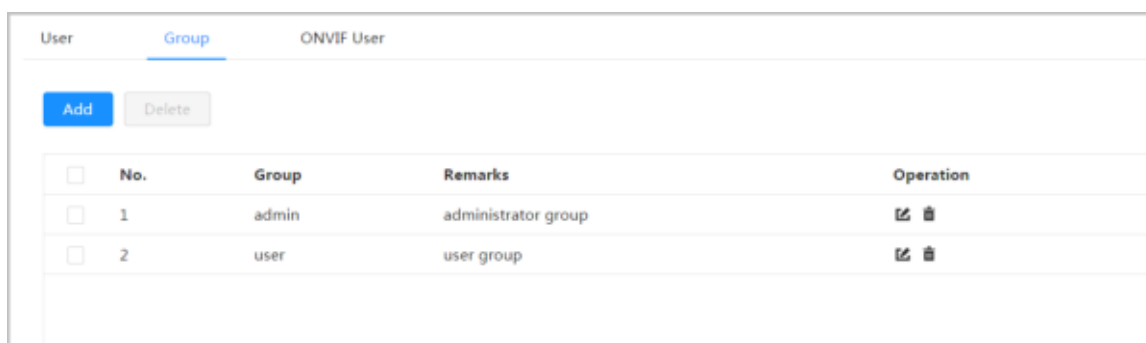 User Group ONVIF User
Add Delete
No. Group Remarks Operation
1 admin administrator group
2 user user group